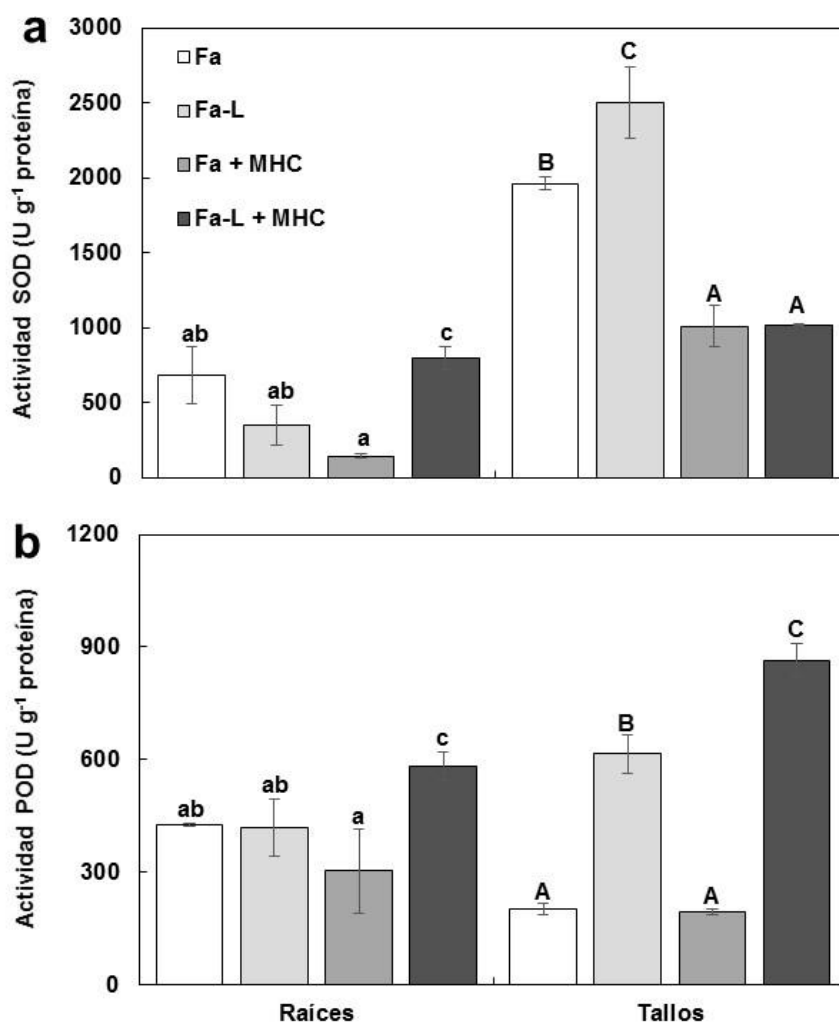 a
Actividad SOD (U g⁻¹ proteína)
3000
2500
2000
1500
1000
500
0
Fa
Fa-L
Fa + MHC
Fa-L + MHC
ab
ab
a
c
B
C
A
A
b
Actividad POD (U g⁻¹ proteína)
1200
900
600
300
0
ab
ab
a
c
A
B
A
C
Raíces
Tallos